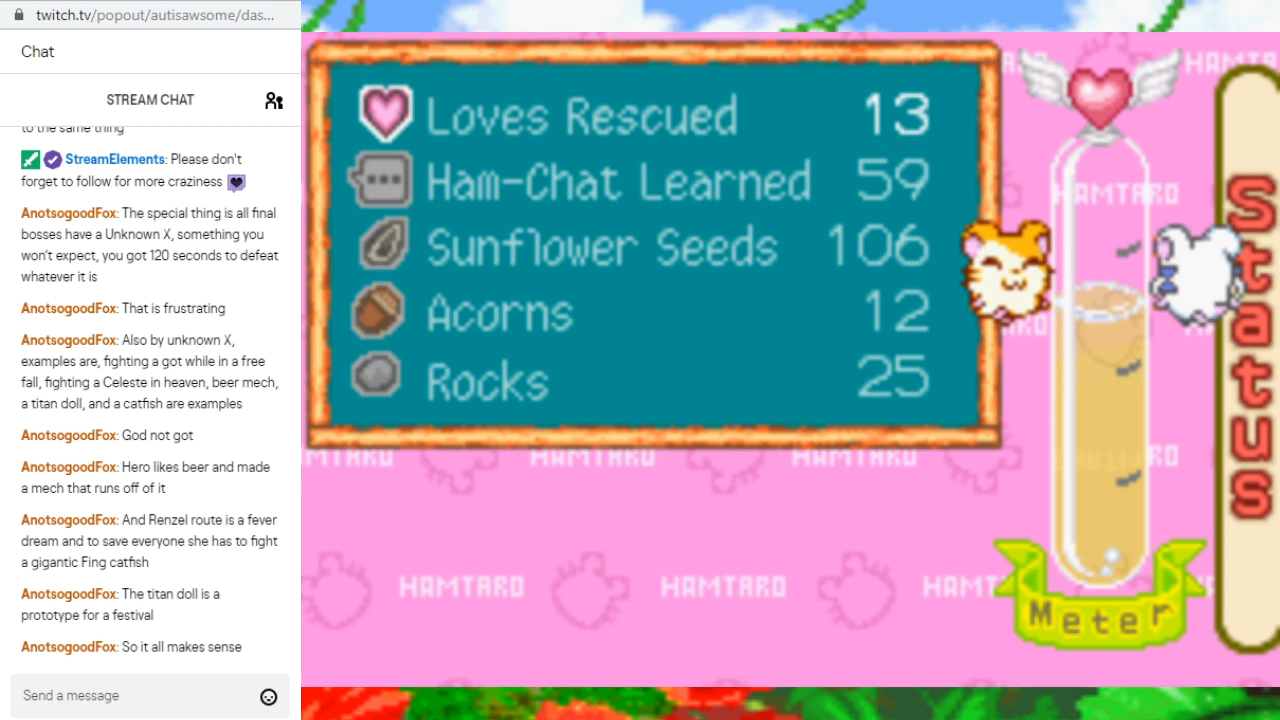 twitch.tv/popout/autisawsome/das...
Chat
STREAM CHAT
to the same thing
StreamElements: Please don't
forget to follow for more craziness
AnotsogoodFox: The special thing is all final
bosses have a Unknown X, something you
won't expect, you got 120 seconds to defeat
whatever it is
AnotsogoodFox: That is frustrating
AnotsogoodFox: Also by unknown X,
examples are, fighting a got while in a free
fall, fighting a Celeste in heaven, beer mech,
a titan doll, and a catfish are examples
AnotsogoodFox: God not got
AnotsogoodFox: Hero likes beer and made
a mech that runs off of it
AnotsogoodFox: And Renzel route is a fever
dream and to save everyone she has to fight
a gigantic Fing catfish
AnotsogoodFox: The titan doll is a
prototype for a festival
AnotsogoodFox: So it all makes sense
Send a message
Loves Rescued 13
Ham-Chat Learned 59
Sunflower Seeds 106
Acorns 12
Rocks 25
Meter
Status
HAMTARO
HAMTARO
HAMTARO
HAMTARO
HAMTARO
HAMTARO